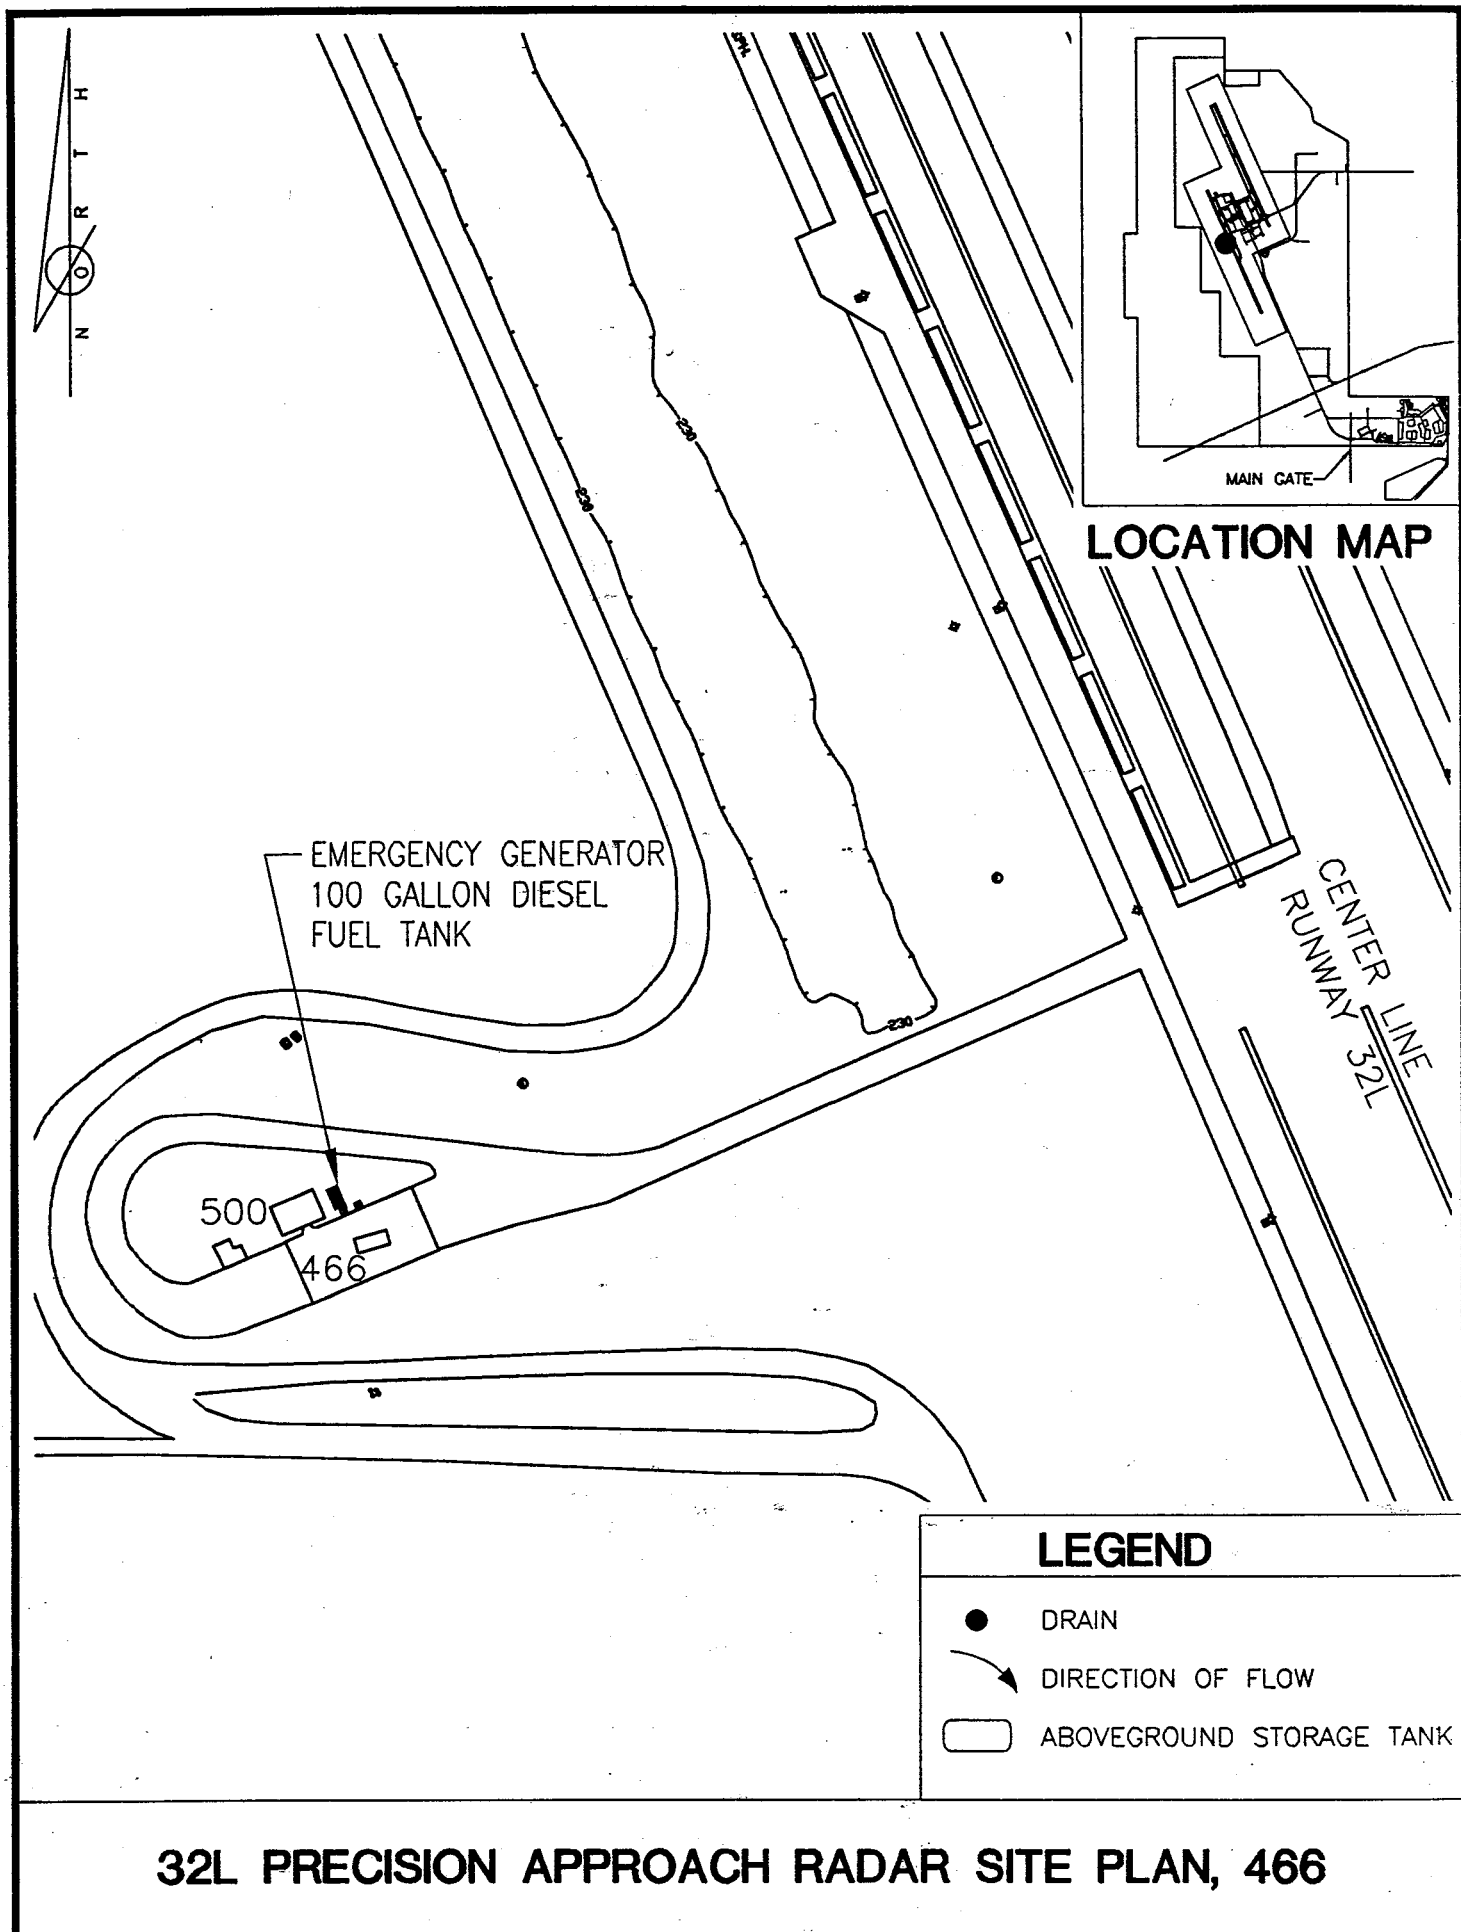 NORTH
MAIN GATE
LOCATION MAP
230
230
230
EMERGENCY GENERATOR
100 GALLON DIESEL
FUEL TANK
CENTER LINE
RUNWAY 32L
500
466
LEGEND
DRAIN
DIRECTION OF FLOW
ABOVEGROUND STORAGE TANK
32L PRECISION APPROACH RADAR SITE PLAN, 466